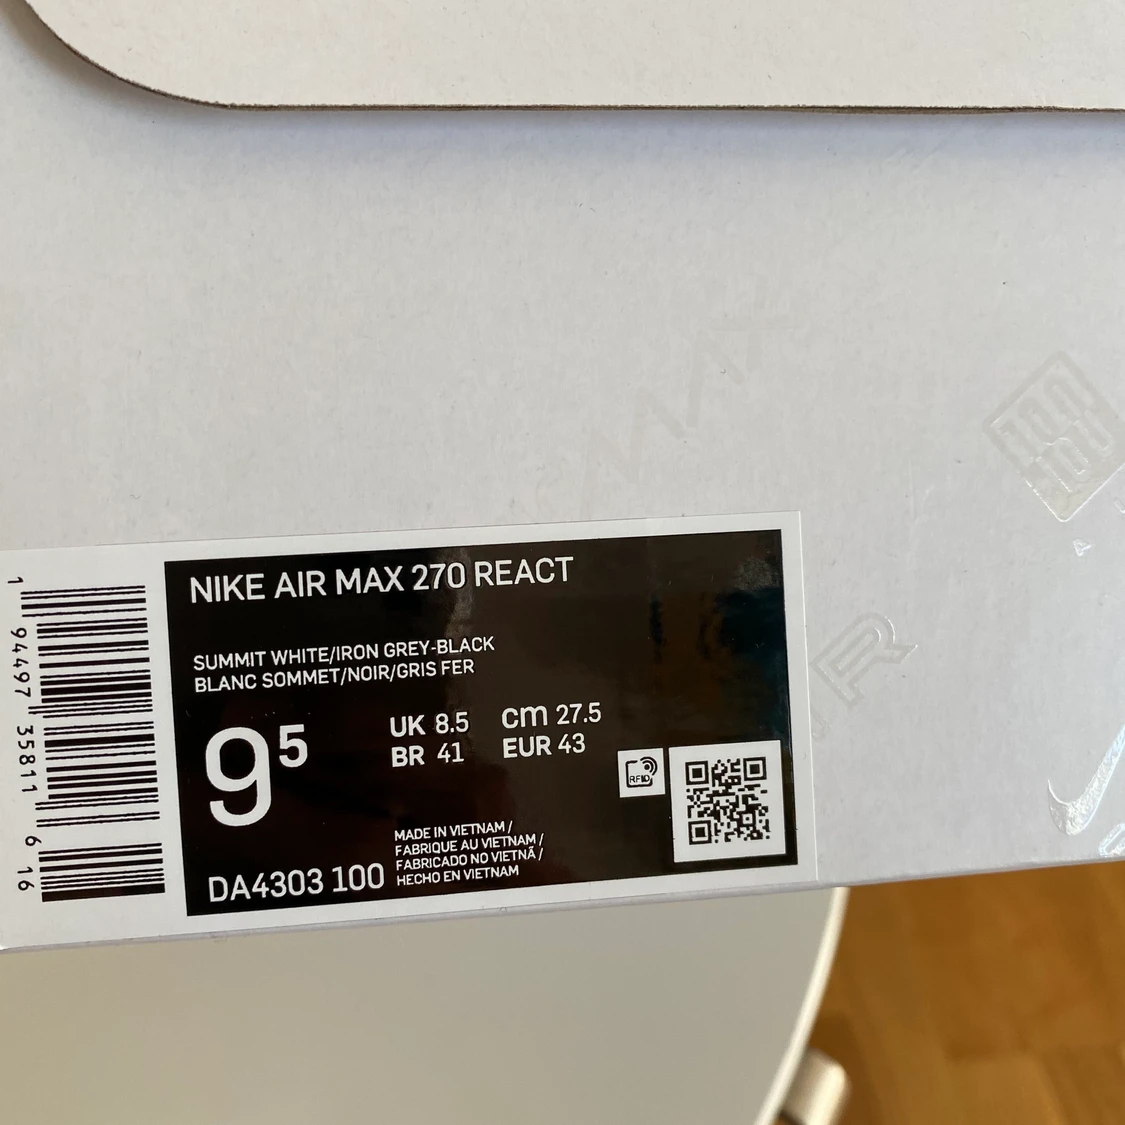 NIKE AIR MAX 270 REACT
SUMMIT WHITE/IRON GREY-BLACK
BLANC SOMMET/NOIR/GRIS FER
9⁵
UK 8.5 cm 27.5
BR 41 EUR 43
RFID
MADE IN VIETNAM /
FABRIQUE AU VIETNAM /
FABRICADO NO VIETNÃ /
HECHO EN VIETNAM
DA4303 100
1 94497 35811 6 16